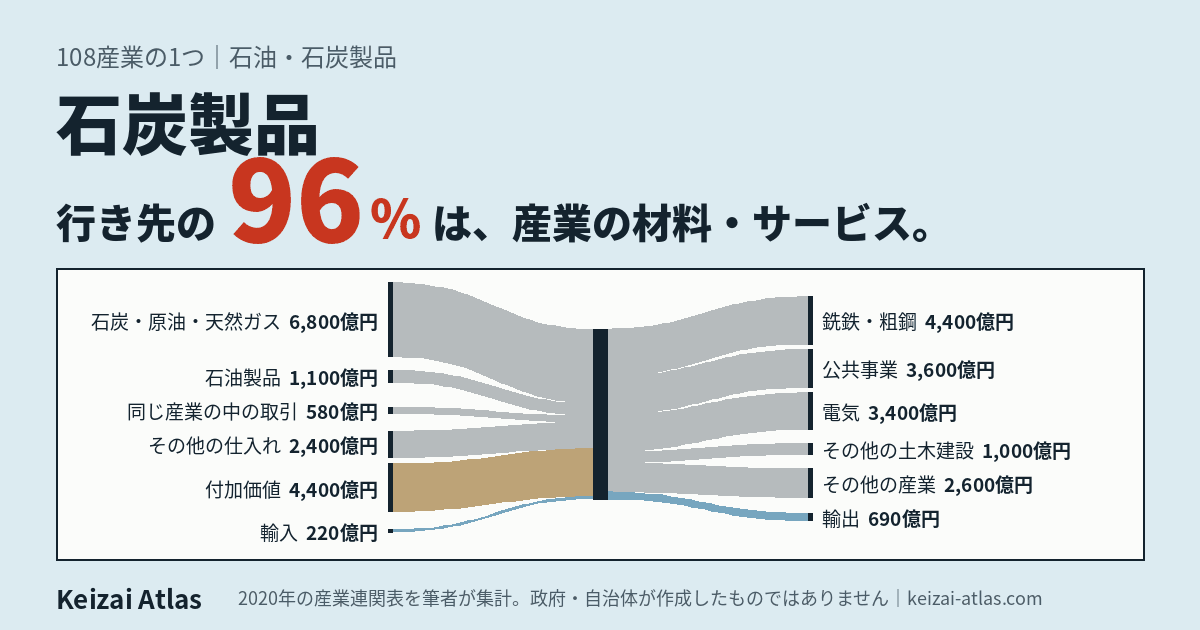 108産業の1つ｜石油・石炭製品
石炭製品
行き先の 96% は、産業の材料・サービス。
石炭・原油・天然ガス 6,800億円
石油製品 1,100億円
同じ産業の中の取引 580億円
その他の仕入れ 2,400億円
付加価値 4,400億円
輸入 220億円
銑鉄・粗鋼 4,400億円
公共事業 3,600億円
電気 3,400億円
その他の土木建設 1,000億円
その他の産業 2,600億円
輸出 690億円
Keizai Atlas
2020年の産業連関表を筆者が集計。政府・自治体が作成したものではありません｜keizai-atlas.com